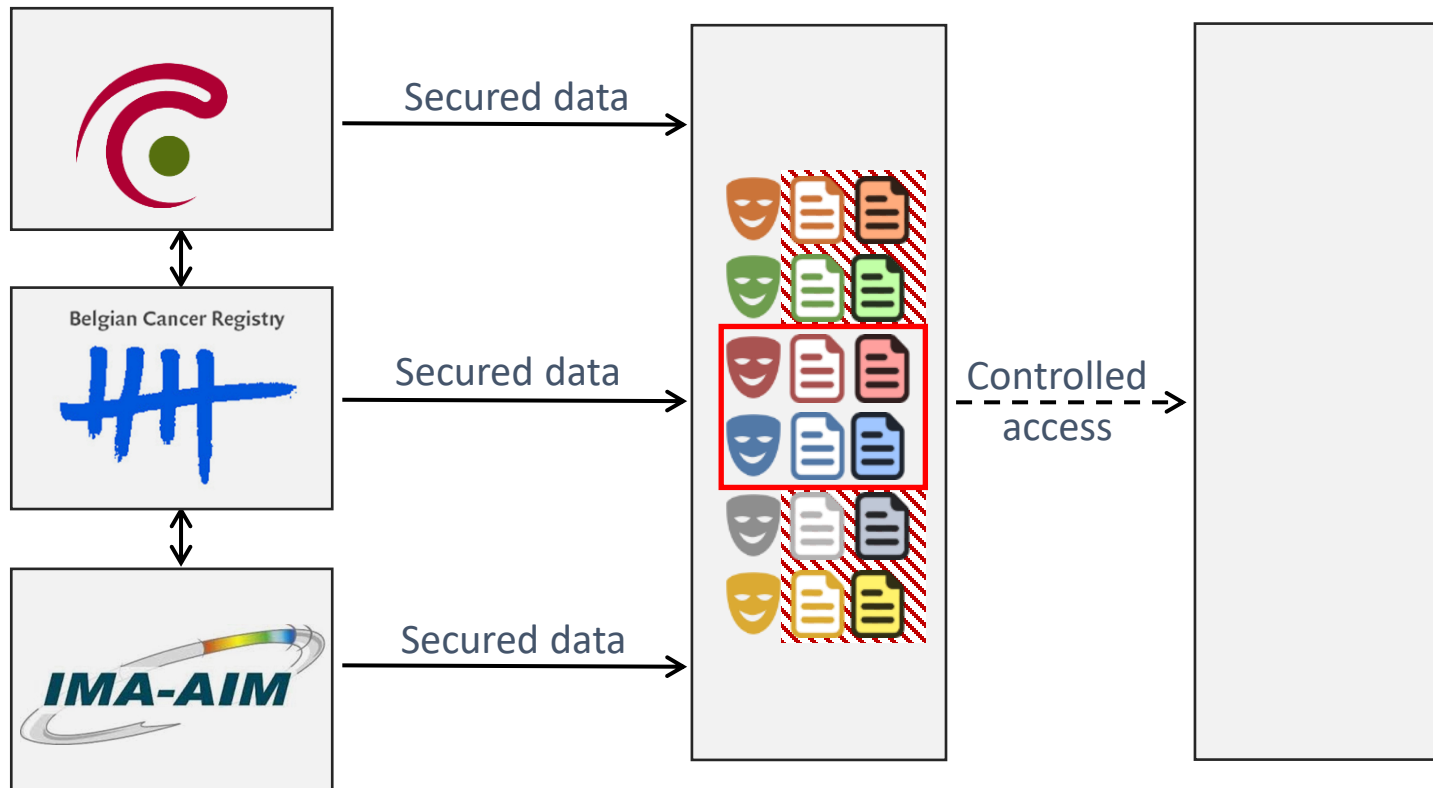 Secured data
Belgian Cancer Registry
Secured data
Controlled
access
IMA-AIM
Secured data